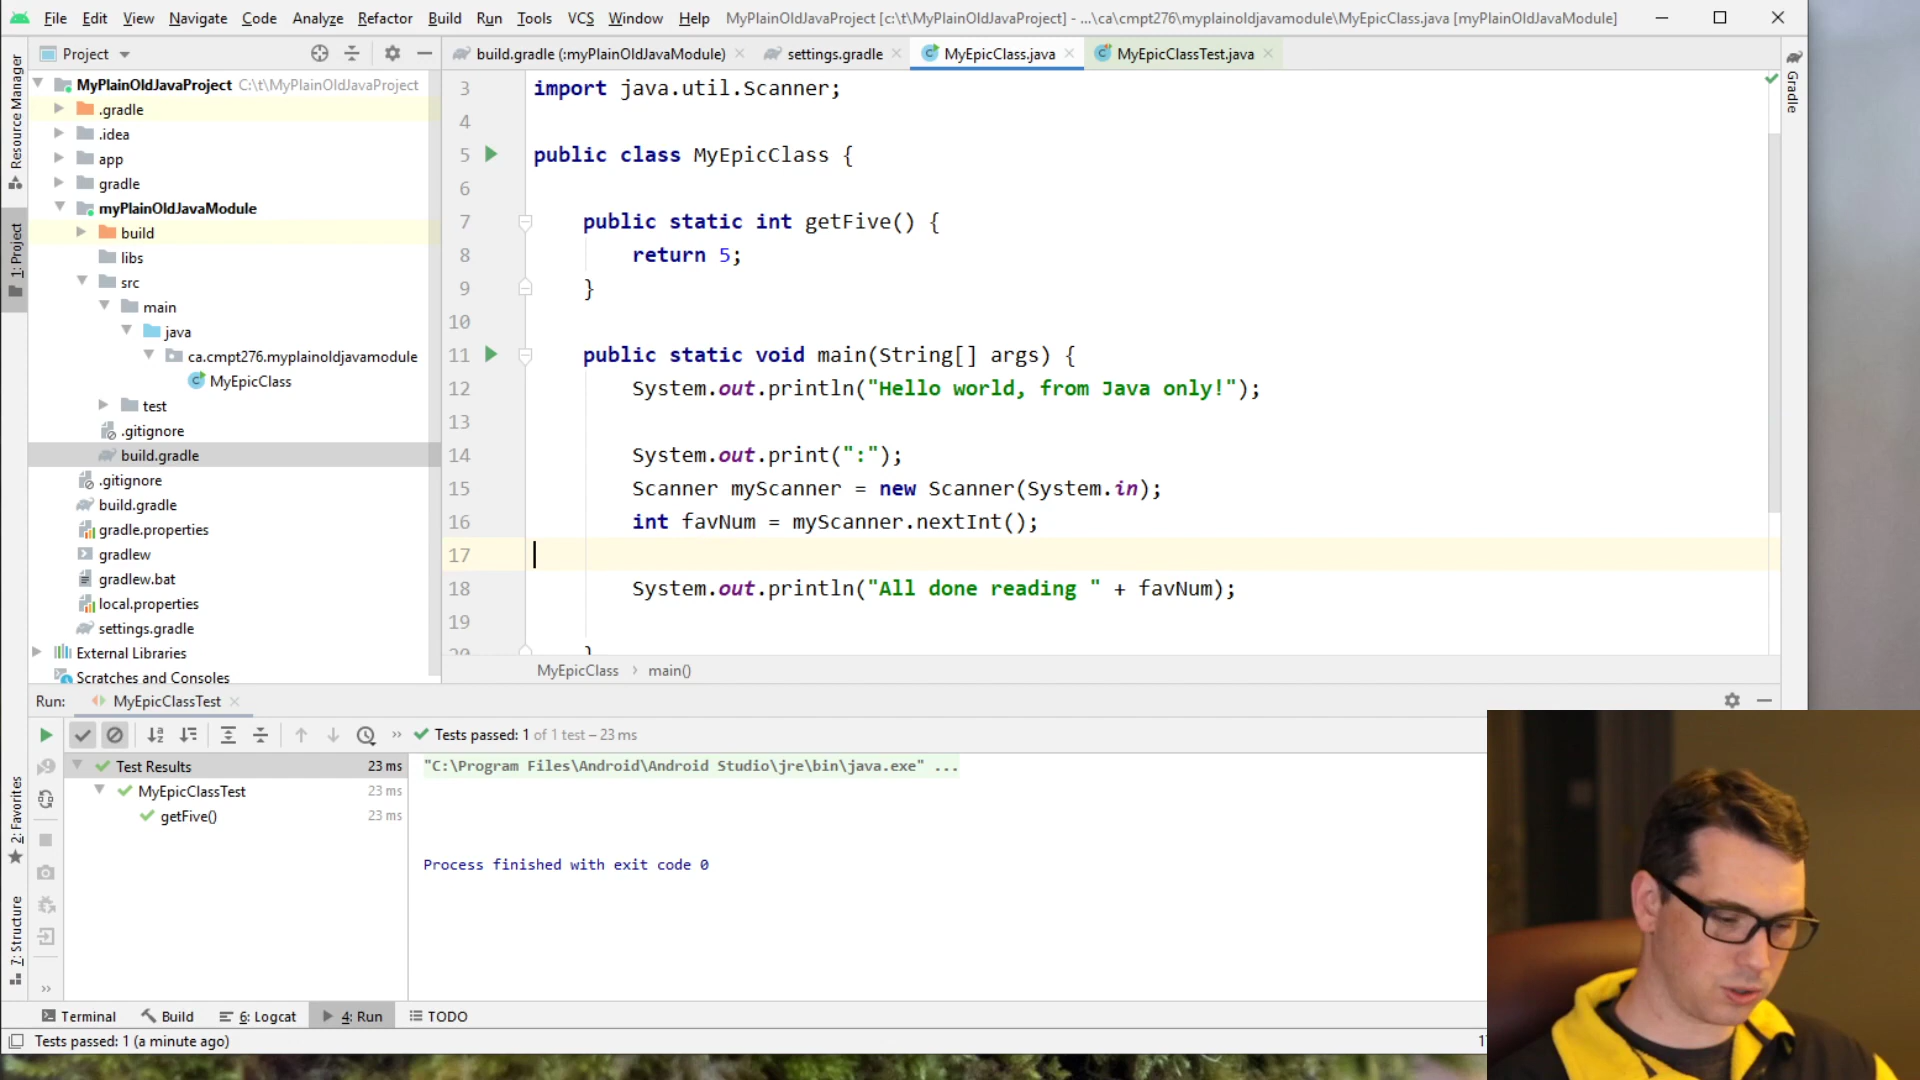 File Edit View Navigate Code Analyze Refactor Build Run Tools VCS Window Help MyPlainOldJavaProject [c:\t\MyPlainOldJavaProject] - ...\ca\cmpt276\myplainoldjavamodule\MyEpicClass.java [myPlainOldJavaModule]
Project
build.gradle (:myPlainOldJavaModule)
settings.gradle
MyEpicClass.java
MyEpicClassTest.java
Resource Manager
1: Project
2: Favorites
7: Structure
Gradle
MyPlainOldJavaProject C:\t\MyPlainOldJavaProject
.gradle
.idea
app
gradle
myPlainOldJavaModule
build
libs
src
main
java
ca.cmpt276.myplainoldjavamodule
MyEpicClass
test
.gitignore
build.gradle
.gitignore
build.gradle
gradle.properties
gradlew
gradlew.bat
local.properties
settings.gradle
External Libraries
Scratches and Consoles
3 import java.util.Scanner;
4
5 public class MyEpicClass {
6
7 public static int getFive() {
8 return 5;
9 }
10
11 public static void main(String[] args) {
12 System.out.println("Hello world, from Java only!");
13
14 System.out.print(":");
15 Scanner myScanner = new Scanner(System.in);
16 int favNum = myScanner.nextInt();
17
18 System.out.println("All done reading " + favNum);
19
20 }
MyEpicClass › main()
Run: MyEpicClassTest
Tests passed: 1 of 1 test – 23 ms
Test Results 23 ms
MyEpicClassTest 23 ms
getFive() 23 ms
"C:\Program Files\Android\Android Studio\jre\bin\java.exe" ...
Process finished with exit code 0
Terminal Build 6: Logcat 4: Run TODO
Tests passed: 1 (a minute ago)